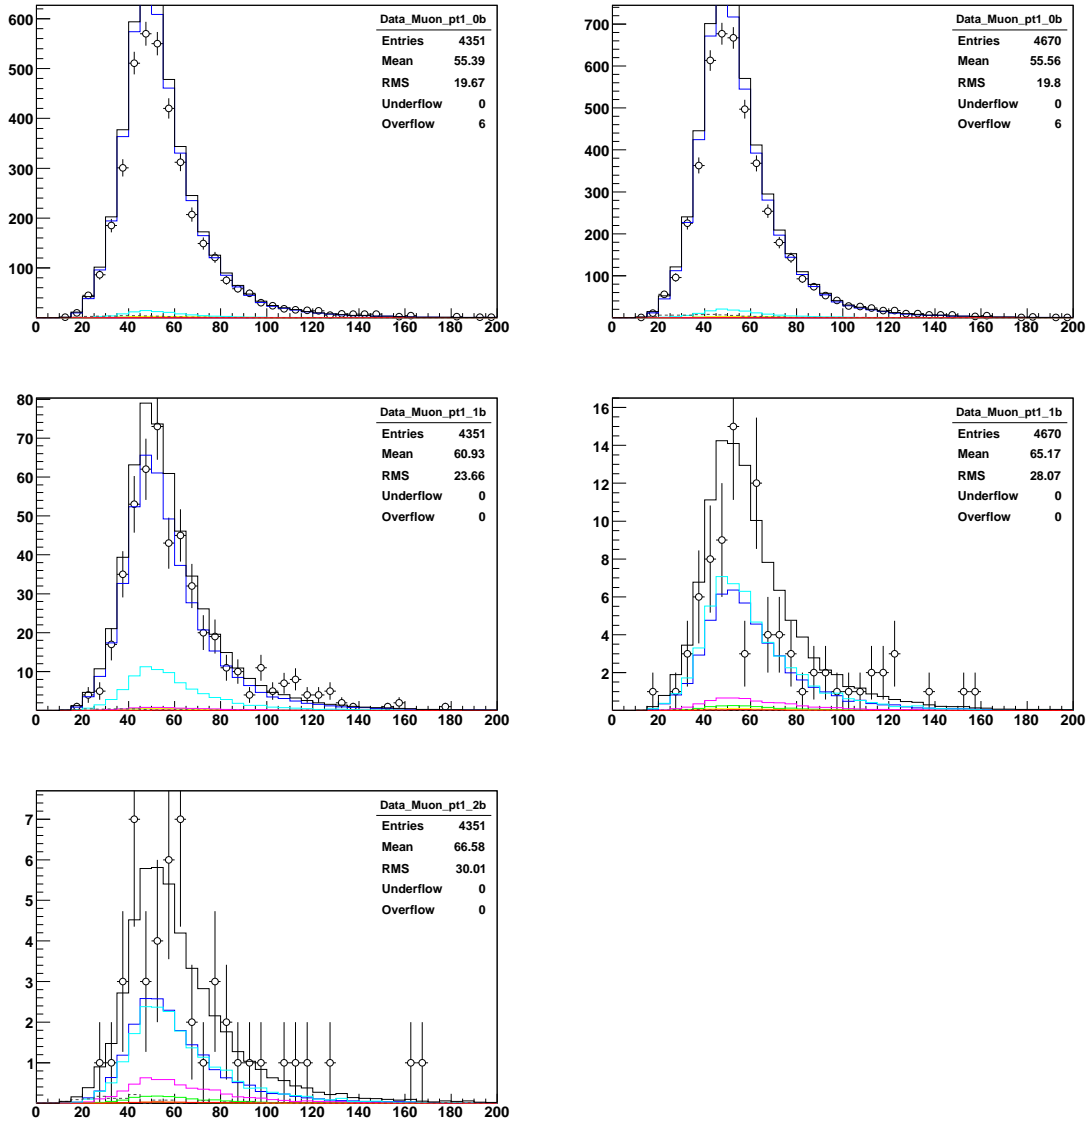 Data_Muon_pt1_0b
Entries 4351
Mean 55.39
RMS 19.67
Underflow 0
Overflow 6
600
500
400
300
200
100
0 20 40 60 80 100 120 140 160 180 200
Data_Muon_pt1_0b
Entries 4670
Mean 55.56
RMS 19.8
Underflow 0
Overflow 6
700
600
500
400
300
200
100
0 20 40 60 80 100 120 140 160 180 200
Data_Muon_pt1_1b
Entries 4351
Mean 60.93
RMS 23.66
Underflow 0
Overflow 0
80
70
60
50
40
30
20
10
0
0 20 40 60 80 100 120 140 160 180 200
Data_Muon_pt1_1b
Entries 4670
Mean 65.17
RMS 28.07
Underflow 0
Overflow 0
16
14
12
10
8
6
4
2
0 20 40 60 80 100 120 140 160 180 200
Data_Muon_pt1_2b
Entries 4351
Mean 66.58
RMS 30.01
Underflow 0
Overflow 0
7
6
5
4
3
2
1
0 20 40 60 80 100 120 140 160 180 200